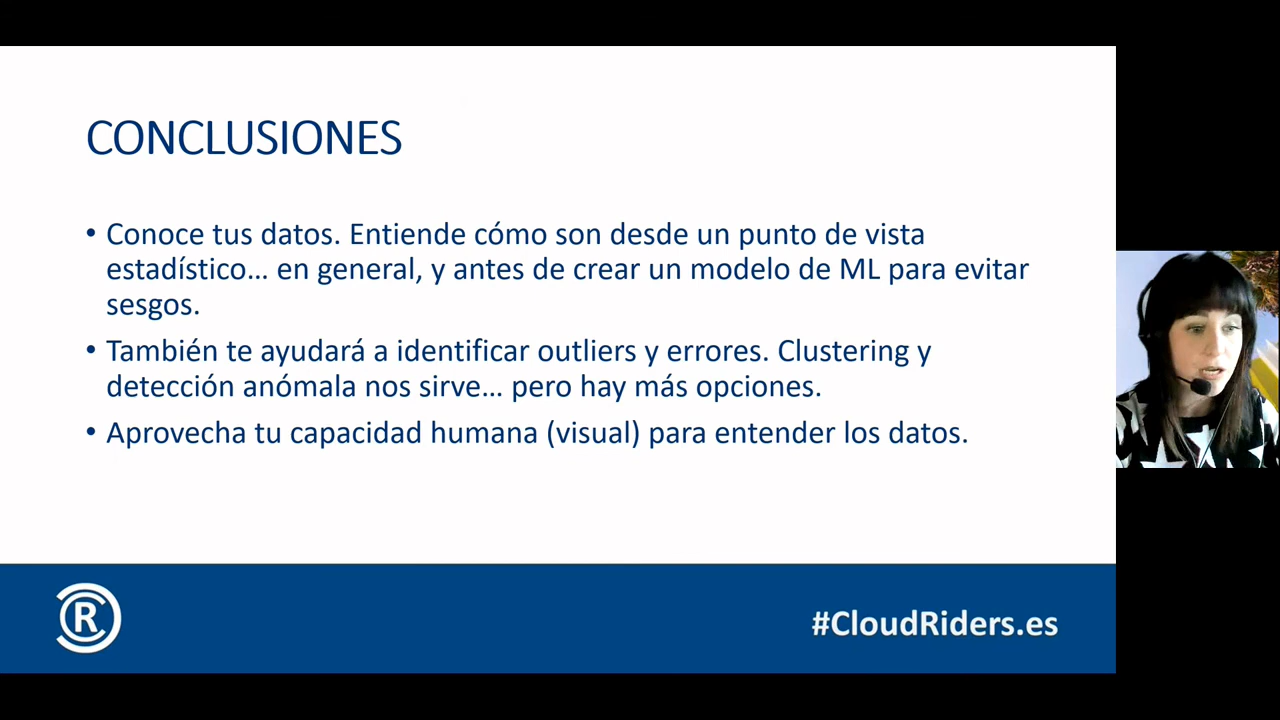 CONCLUSIONES
• Conoce tus datos. Entiende cómo son desde un punto de vista
estadístico... en general, y antes de crear un modelo de ML para evitar
sesgos.
• También te ayudará a identificar outliers y errores. Clustering y
detección anómala nos sirve... pero hay más opciones.
• Aprovecha tu capacidad humana (visual) para entender los datos.
R
#CloudRiders.es